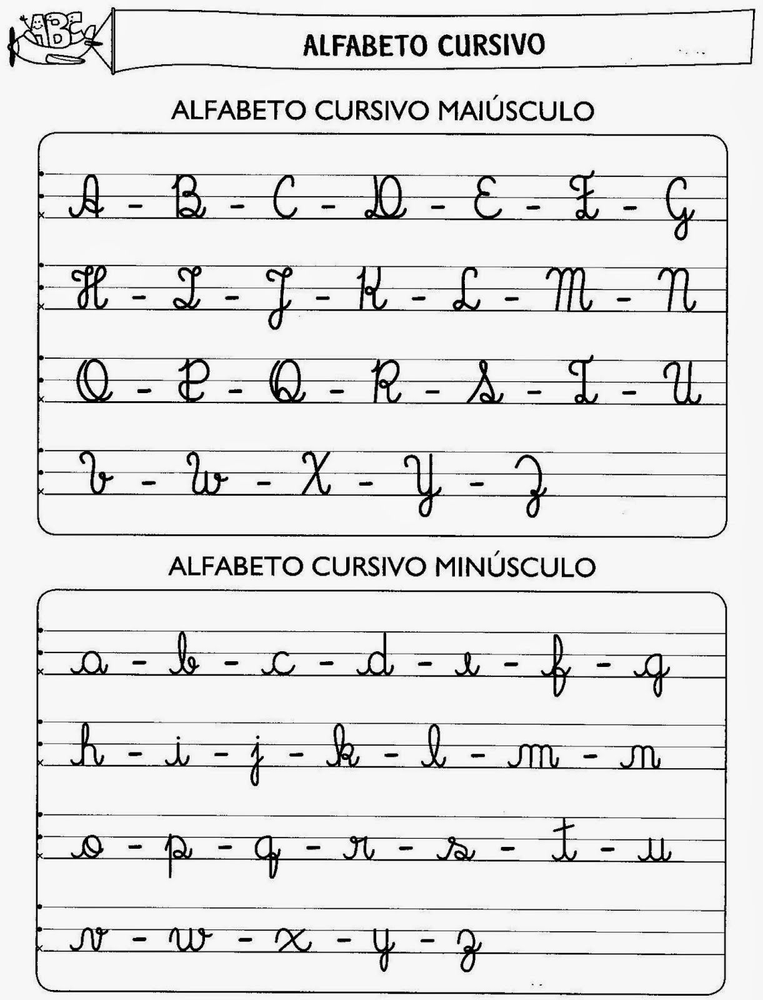 ABC
ALFABETO CURSIVO
ALFABETO CURSIVO MAIÚSCULO
A - B - C - D - E - F - G
H - I - J - K - L - M - N
O - P - Q - R - S - T - U
V - W - X - Y - Z
ALFABETO CURSIVO MINÚSCULO
a - b - c - d - e - f - g
h - i - j - k - l - m - n
o - p - q - r - s - t - u
v - w - x - y - z